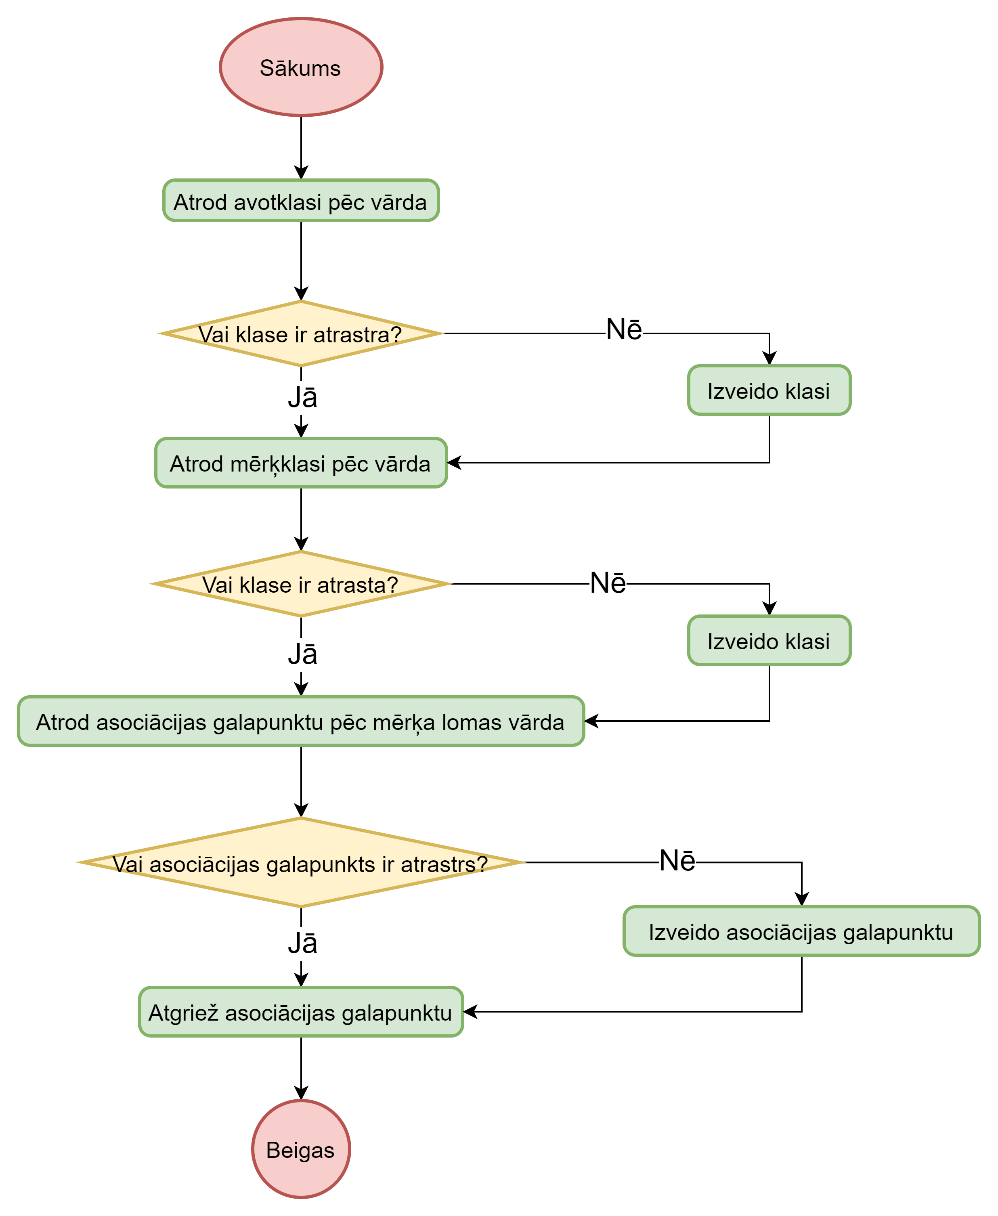 Sākums
Atrod avotklasi pēc vārda
Vai klase ir atrastra?
Nē
Izveido klasi
Jā
Atrod mērķklasi pēc vārda
Vai klase ir atrasta?
Nē
Izveido klasi
Jā
Atrod asociācijas galapunktu pēc mērķa lomas vārda
Vai asociācijas galapunkts ir atrastrs?
Nē
Izveido asociācijas galapunktu
Jā
Atgriež asociācijas galapunktu
Beigas